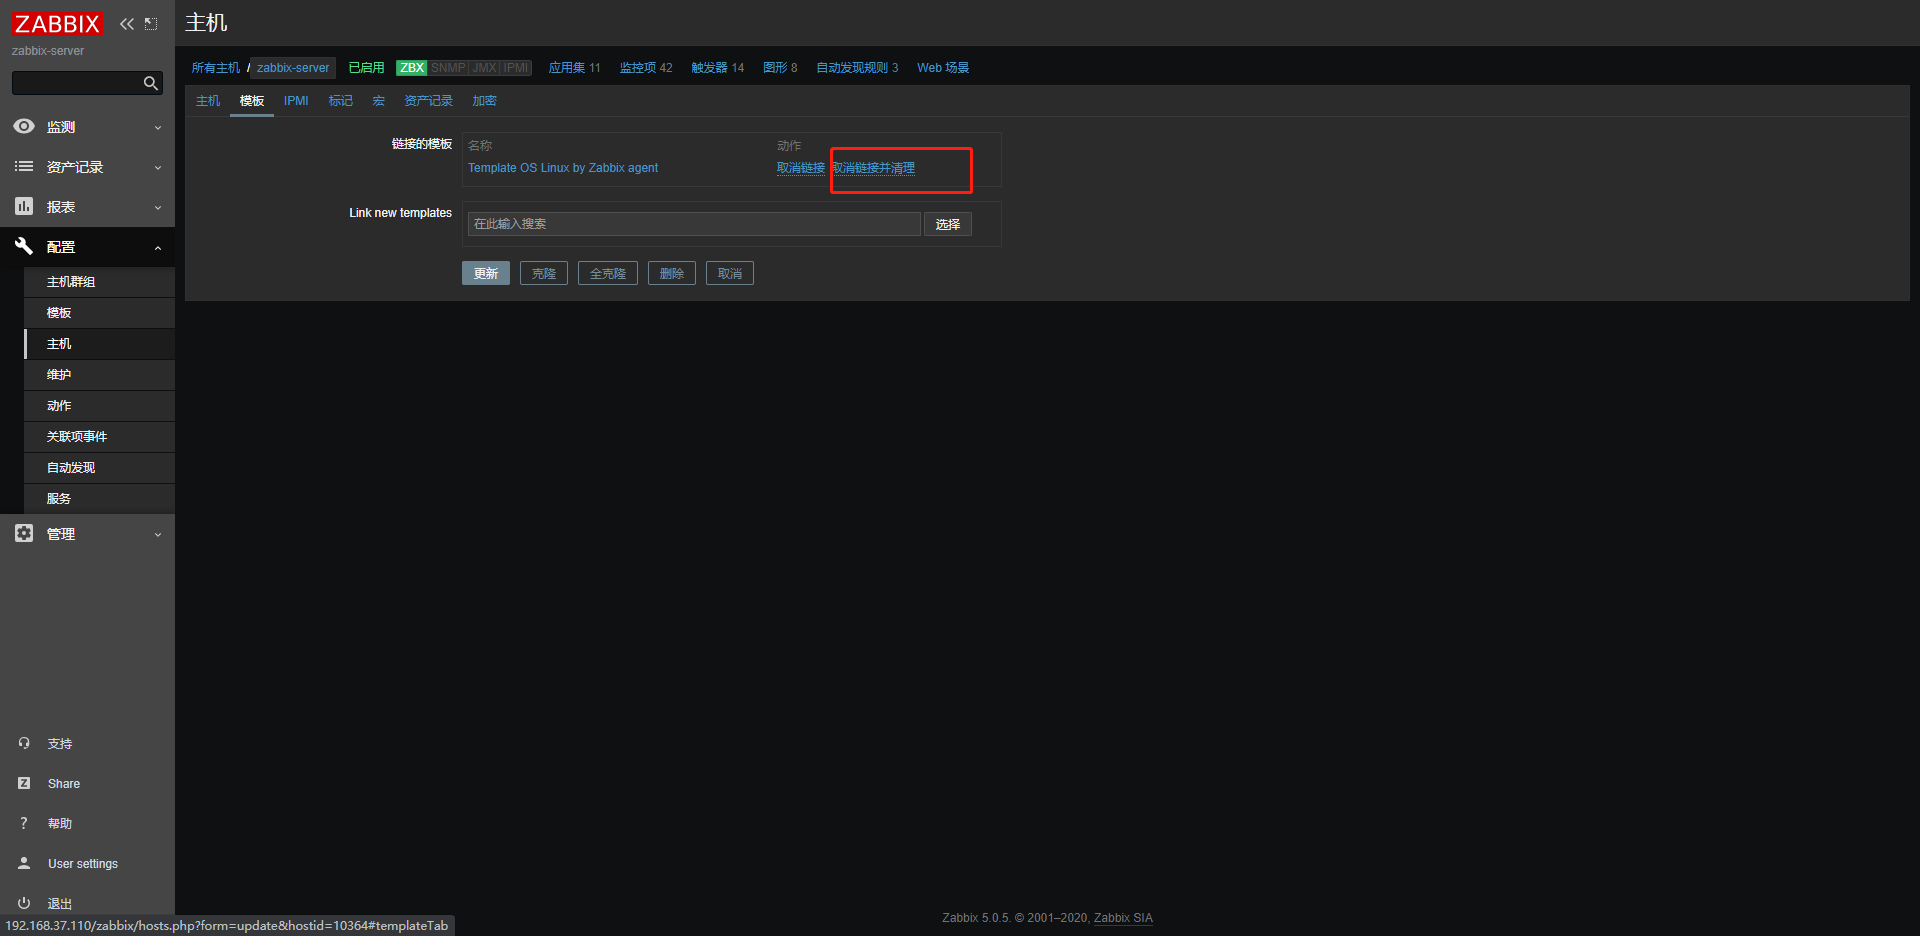 ZABBIX
zabbix-server
监测
资产记录
报表
配置
主机群组
模板
主机
维护
动作
关联项事件
自动发现
服务
管理
支持
Share
帮助
User settings
退出
主机
所有主机 / zabbix-server 已启用 ZBX SNMP JMX IPMI 应用集 11 监控项 42 触发器 14 图形 8 自动发现规则 3 Web 场景
主机 模板 IPMI 标记 宏 资产记录 加密
链接的模板 名称 动作
Template OS Linux by Zabbix agent 取消链接 取消链接并清理
Link new templates 在此输入搜索 选择
更新 克隆 全克隆 删除 取消
Zabbix 5.0.5. © 2001–2020, Zabbix SIA
192.168.37.110/zabbix/hosts.php?form=update&hostid=10364#templateTab